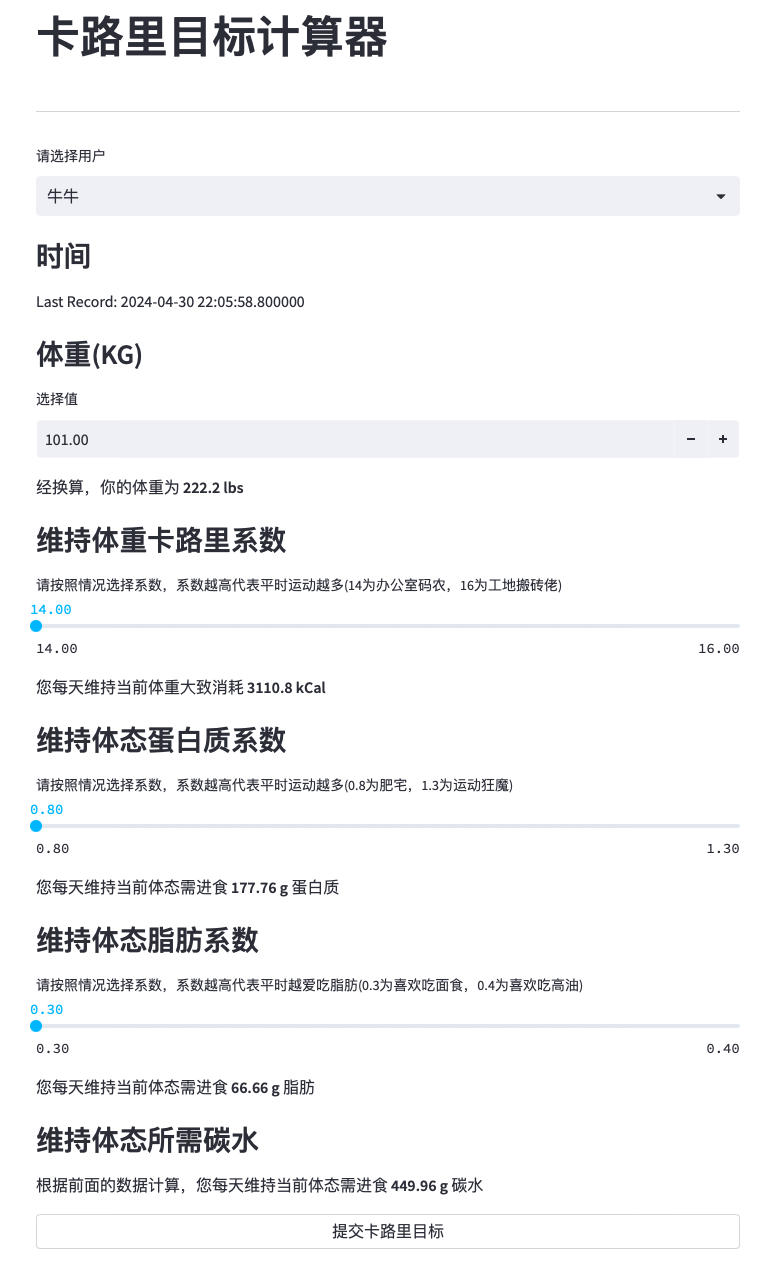 卡路里目标计算器
请选择用户
牛牛
时间
Last Record: 2024-04-30 22:05:58.800000
体重(KG)
选择值
101.00
经换算，你的体重为 222.2 lbs
维持体重卡路里系数
请按照情况选择系数，系数越高代表平时运动越多(14为办公室码农，16为工地搬砖佬)
14.00
14.00 16.00
您每天维持当前体重大致消耗 3110.8 kCal
维持体态蛋白质系数
请按照情况选择系数，系数越高代表平时运动越多(0.8为肥宅，1.3为运动狂魔)
0.80
0.80 1.30
您每天维持当前体态需进食 177.76 g 蛋白质
维持体态脂肪系数
请按照情况选择系数，系数越高代表平时越爱吃脂肪(0.3为喜欢吃面食，0.4为喜欢吃高油)
0.30
0.30 0.40
您每天维持当前体态需进食 66.66 g 脂肪
维持体态所需碳水
根据前面的数据计算，您每天维持当前体态需进食 449.96 g 碳水
提交卡路里目标